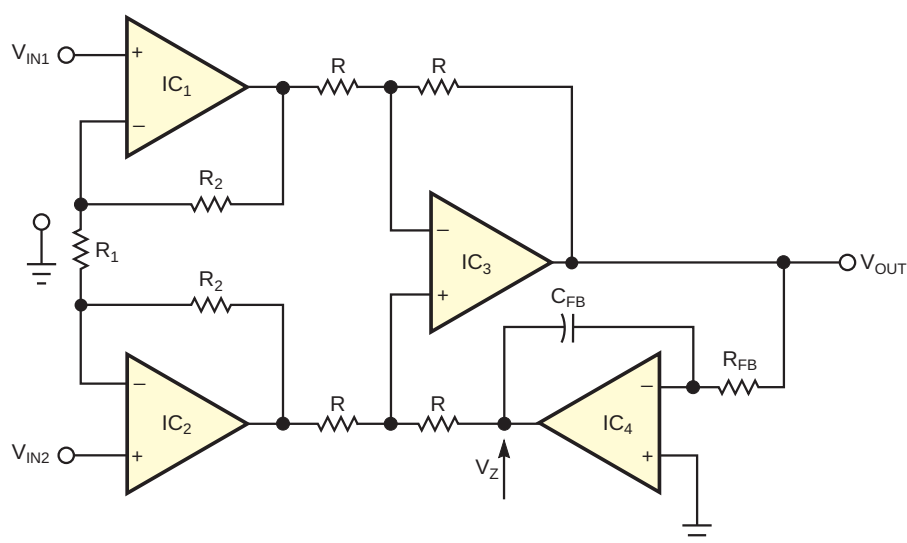 V_IN1
+
IC_1
–
R
R
R_2
R_1
–
IC_3
+
V_OUT
R_2
C_FB
R_FB
–
IC_2
+
V_IN2
R
R
–
IC_4
+
V_Z